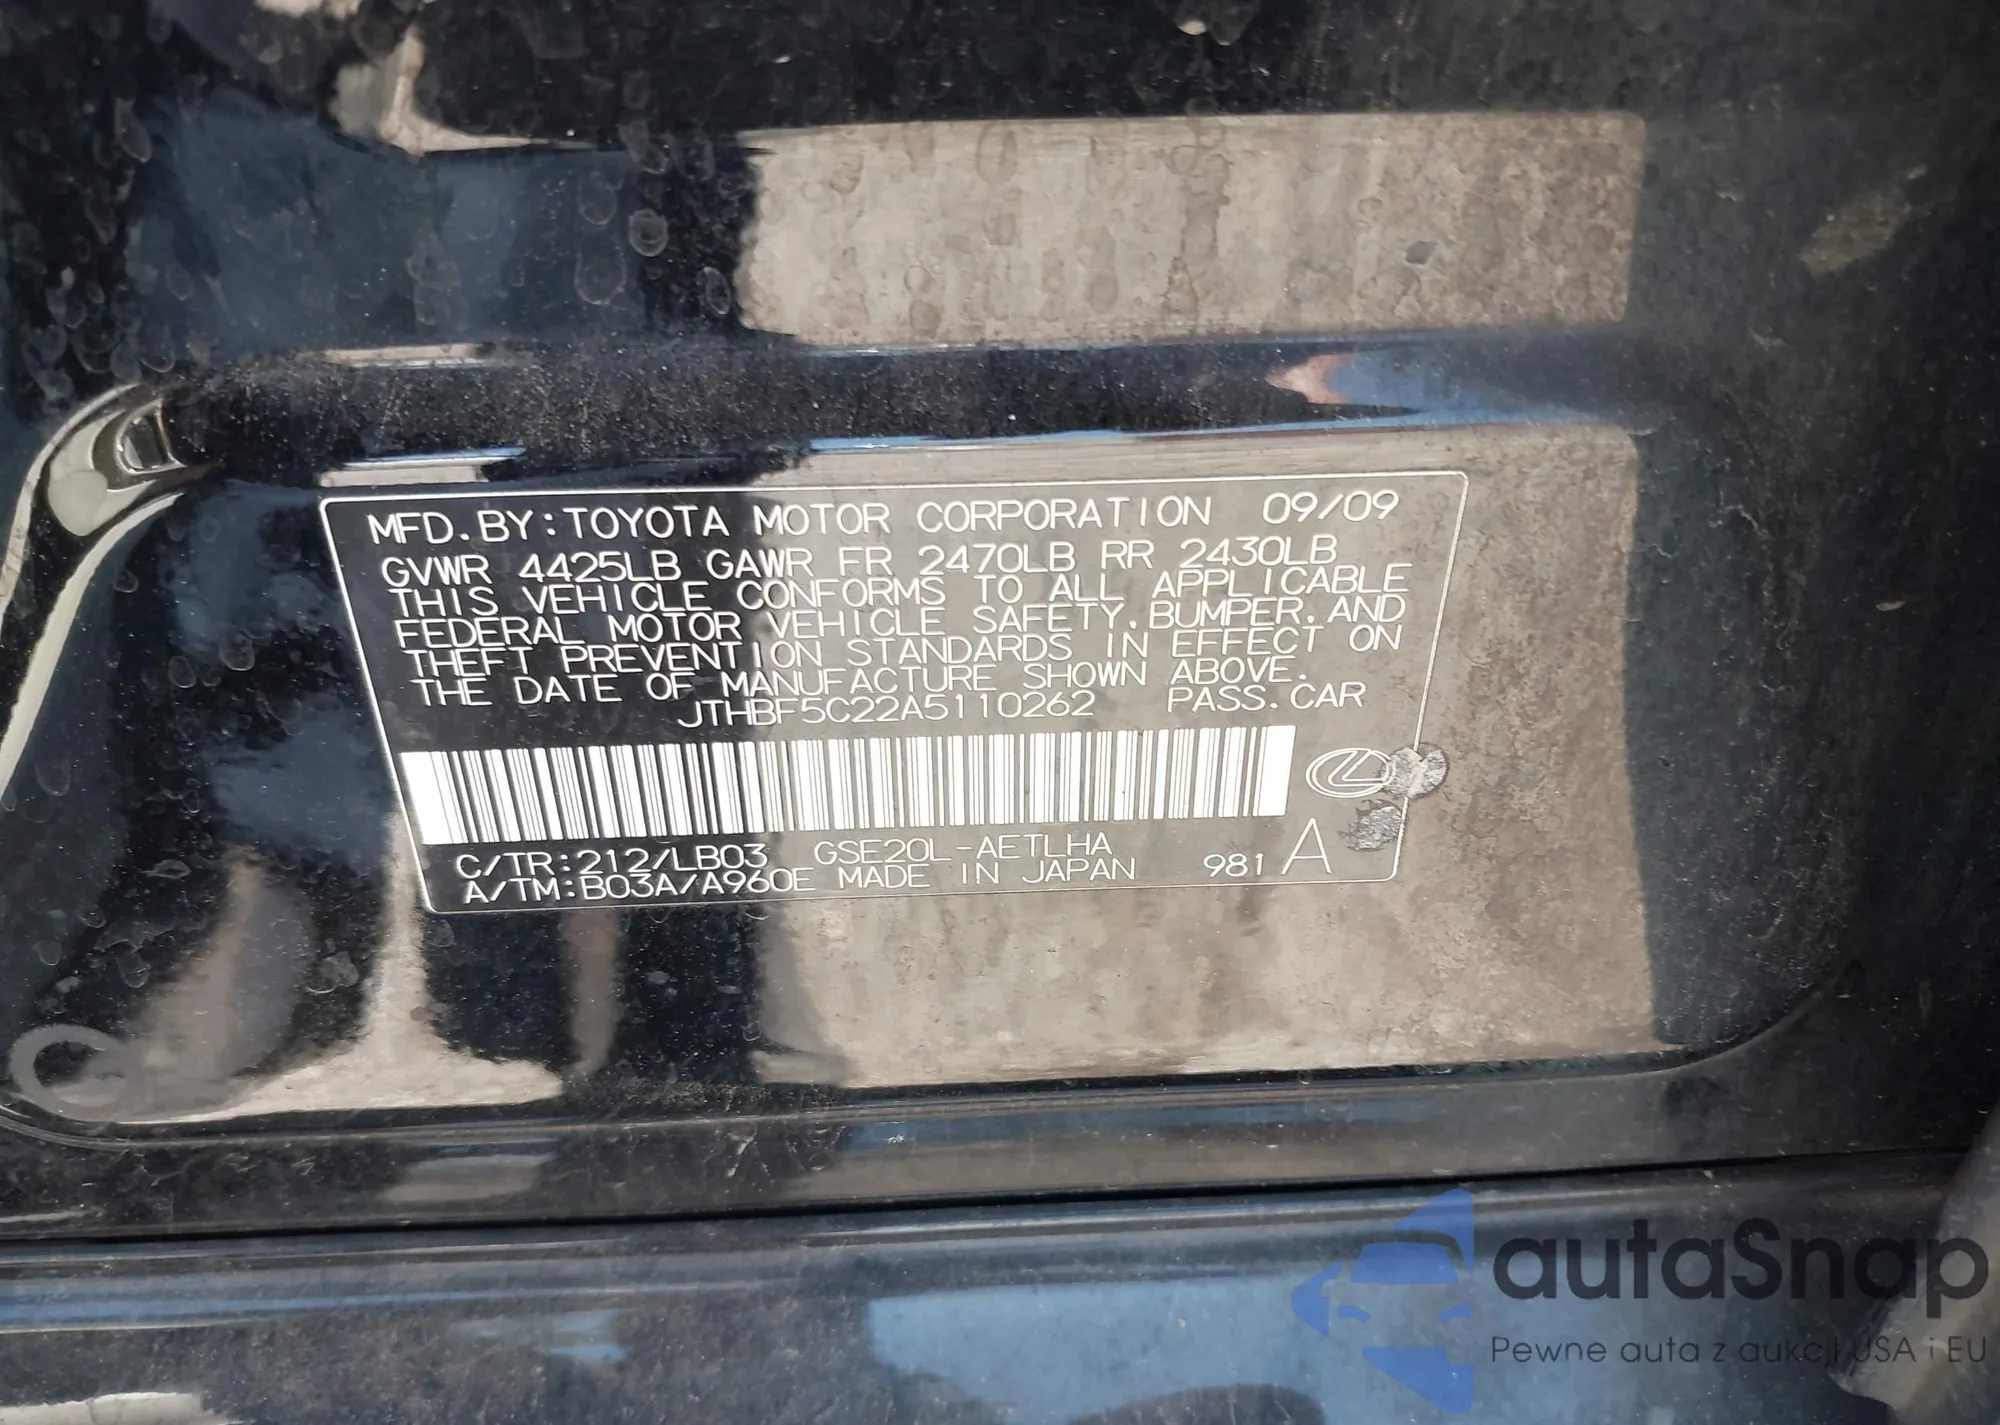 MFD. BY: TOYOTA MOTOR CORPORATION 09/09
GVWR 4425LB GAWR FR 2470LB RR 2430LB
THIS VEHICLE CONFORMS TO ALL APPLICABLE
FEDERAL MOTOR VEHICLE SAFETY, BUMPER, AND
THEFT PREVENTION STANDARDS IN EFFECT ON
THE DATE OF MANUFACTURE SHOWN ABOVE.
JTHBF5C22A5110262 PASS. CAR
C/TR: 212/LB03 GSE20L-AETLHA
A/TM: B03A/A960E MADE IN JAPAN 981 A
autoSnap
Pewne auta z aukcji USA i EU